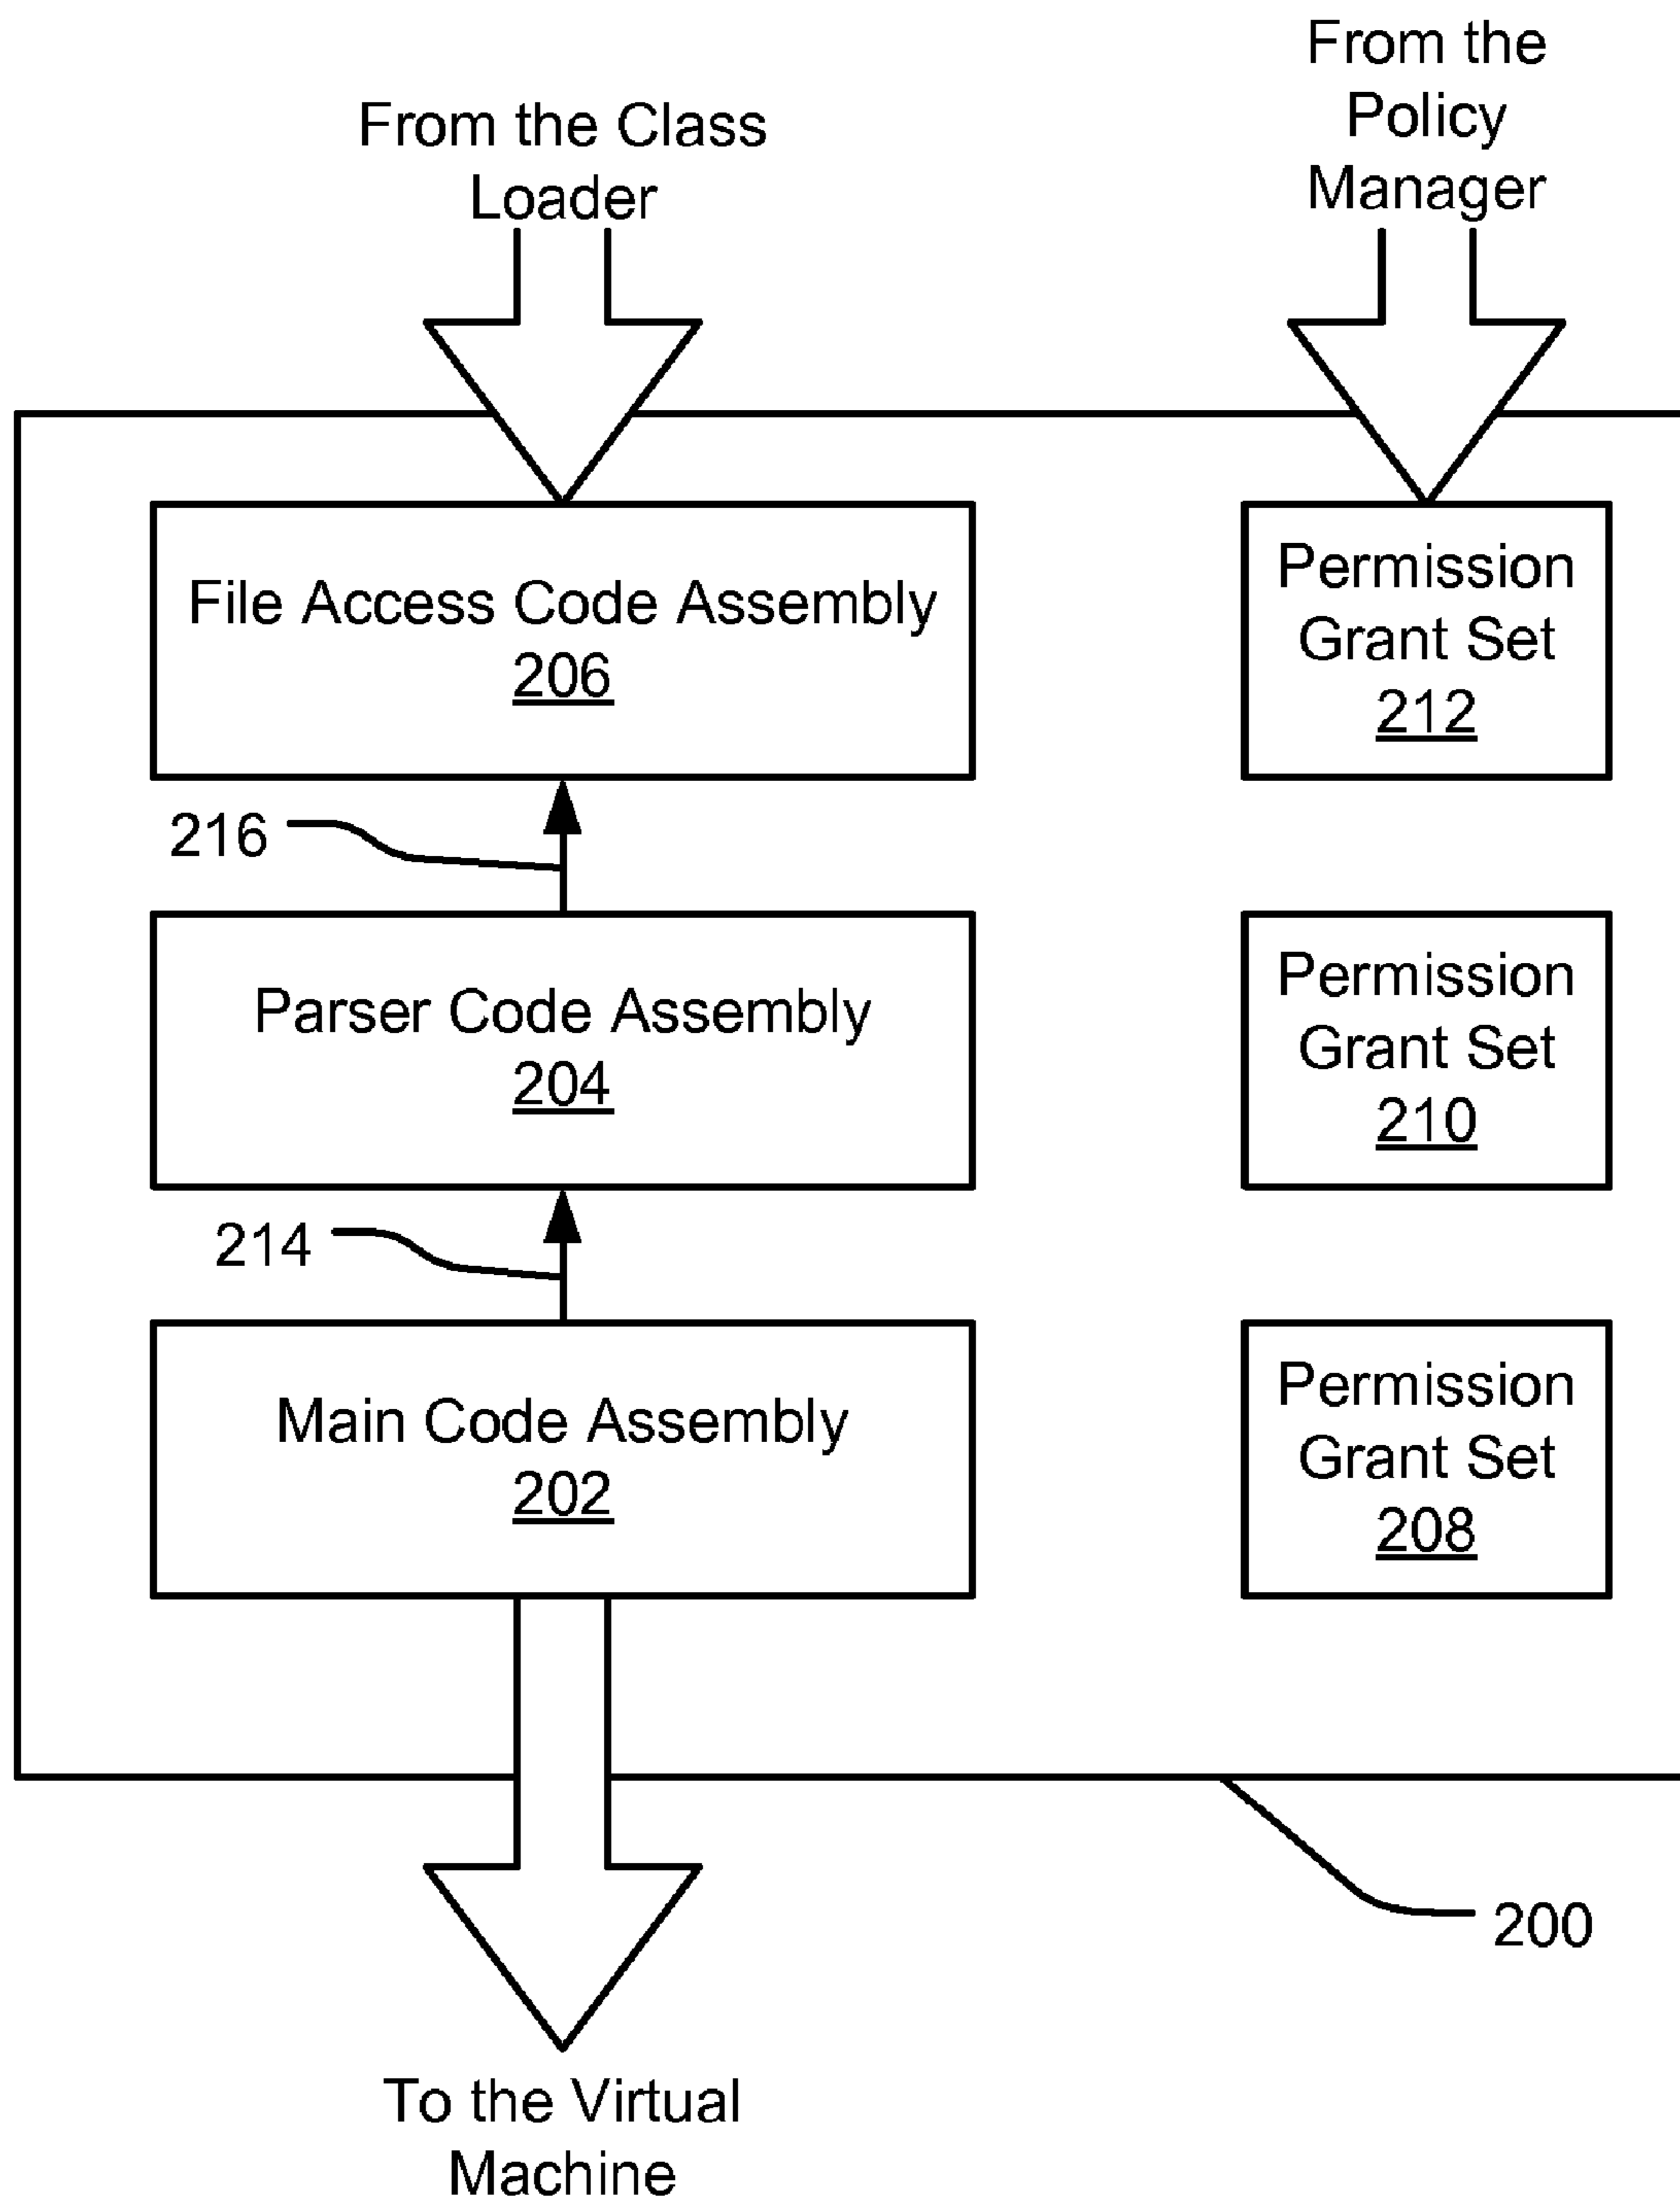 From the Class
Loader
From the
Policy
Manager
File Access Code Assembly
206
Permission
Grant Set
212
216
Parser Code Assembly
204
Permission
Grant Set
210
214
Main Code Assembly
202
Permission
Grant Set
208
200
To the Virtual
Machine